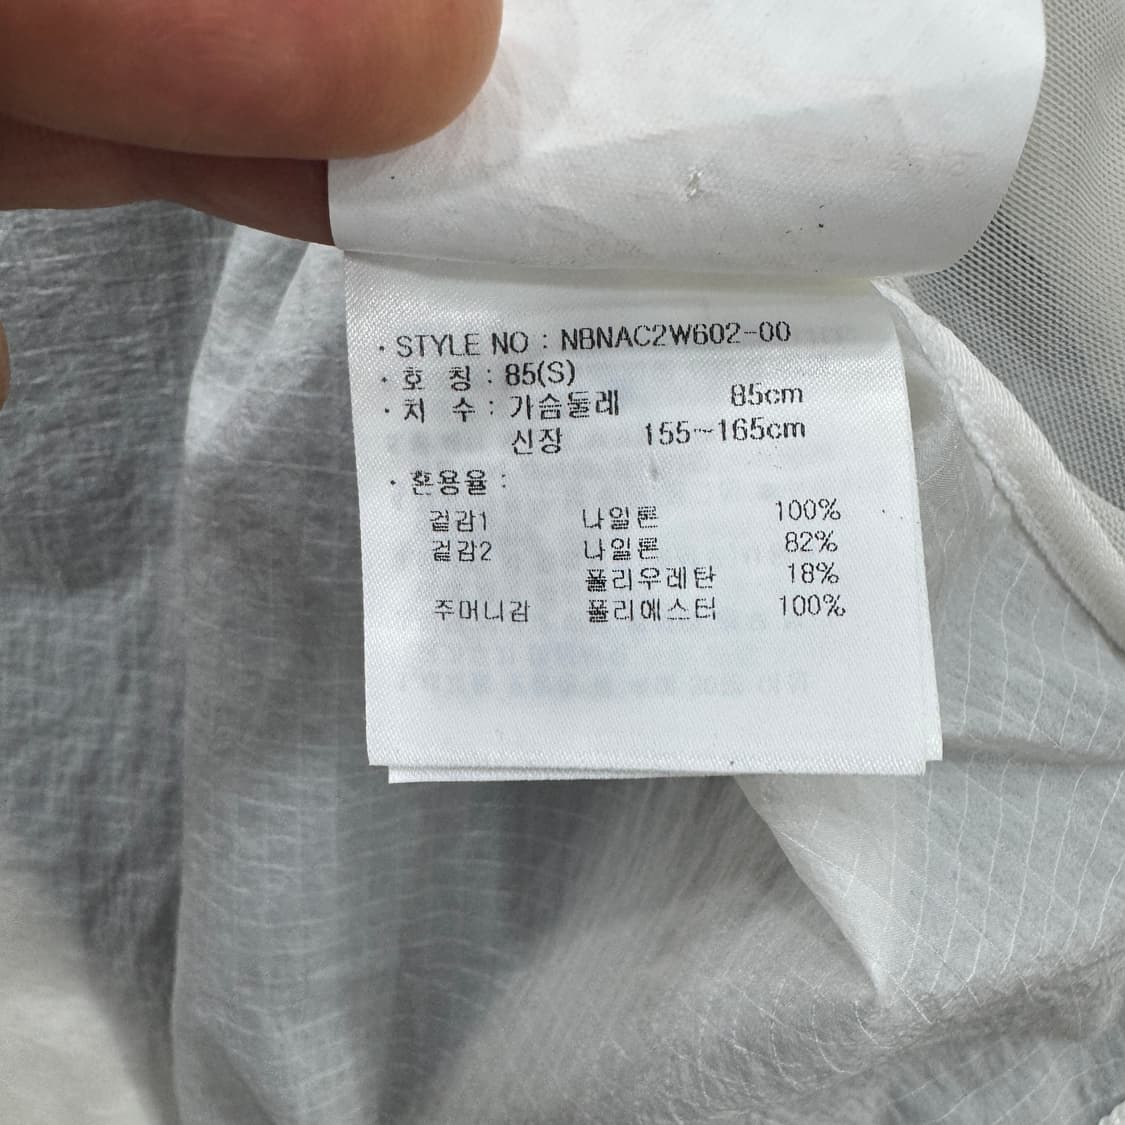 · STYLE NO : NBNAC2W602-00
· 호 칭 : 85(S)
· 치 수 : 가슴둘레 85cm
신장 155~165cm
· 혼용율 :
겉감1 나일론 100%
겉감2 나일론 82%
폴리우레탄 18%
주머니감 폴리에스터 100%